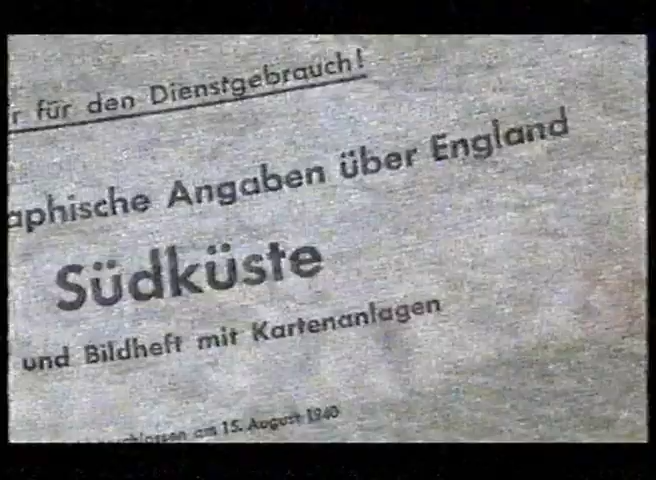 r für den Dienstgebrauch!
aphische Angaben über England
Südküste
und Bildheft mit Kartenanlagen
am 15. August 1940